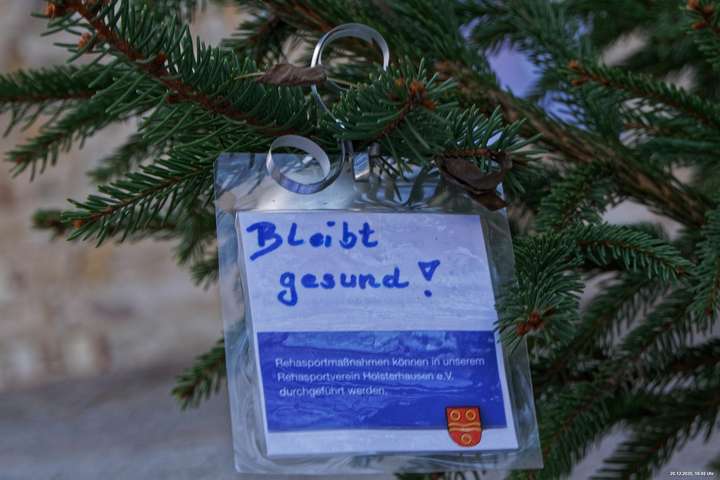 Bleibt
gesund!
Rehasportmaßnahmen können in unserem
Rehasportverein Holsterhausen e.V.
durchgeführt werden.